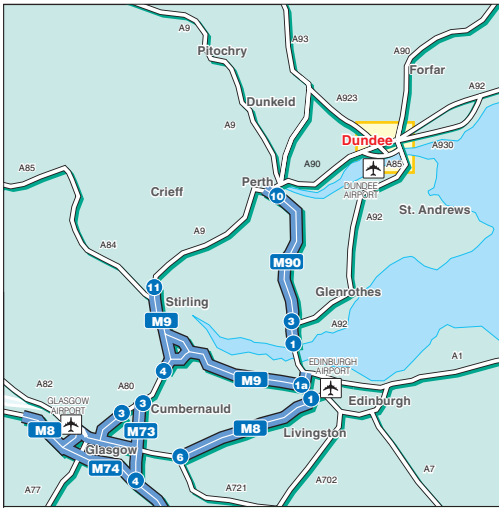 A9
A93
Pitochry
A90
Forfar
A92
Dunkeld
A923
A9
Dundee
A930
A90
A85
A85
Perth
DUNDEE
AIRPORT
Crieff
10
A92
St. Andrews
A9
A84
M90
11
Glenrothes
Stirling
M9
3
A92
1
EDINBURGH
AIRPORT
A1
4
A82
A80
M9
1a
GLASGOW
AIRPORT
3
3
Cumbernauld
1
Edinburgh
M8
M73
M8
Livingston
Glasgow
6
M74
4
A7
A77
A721
A702